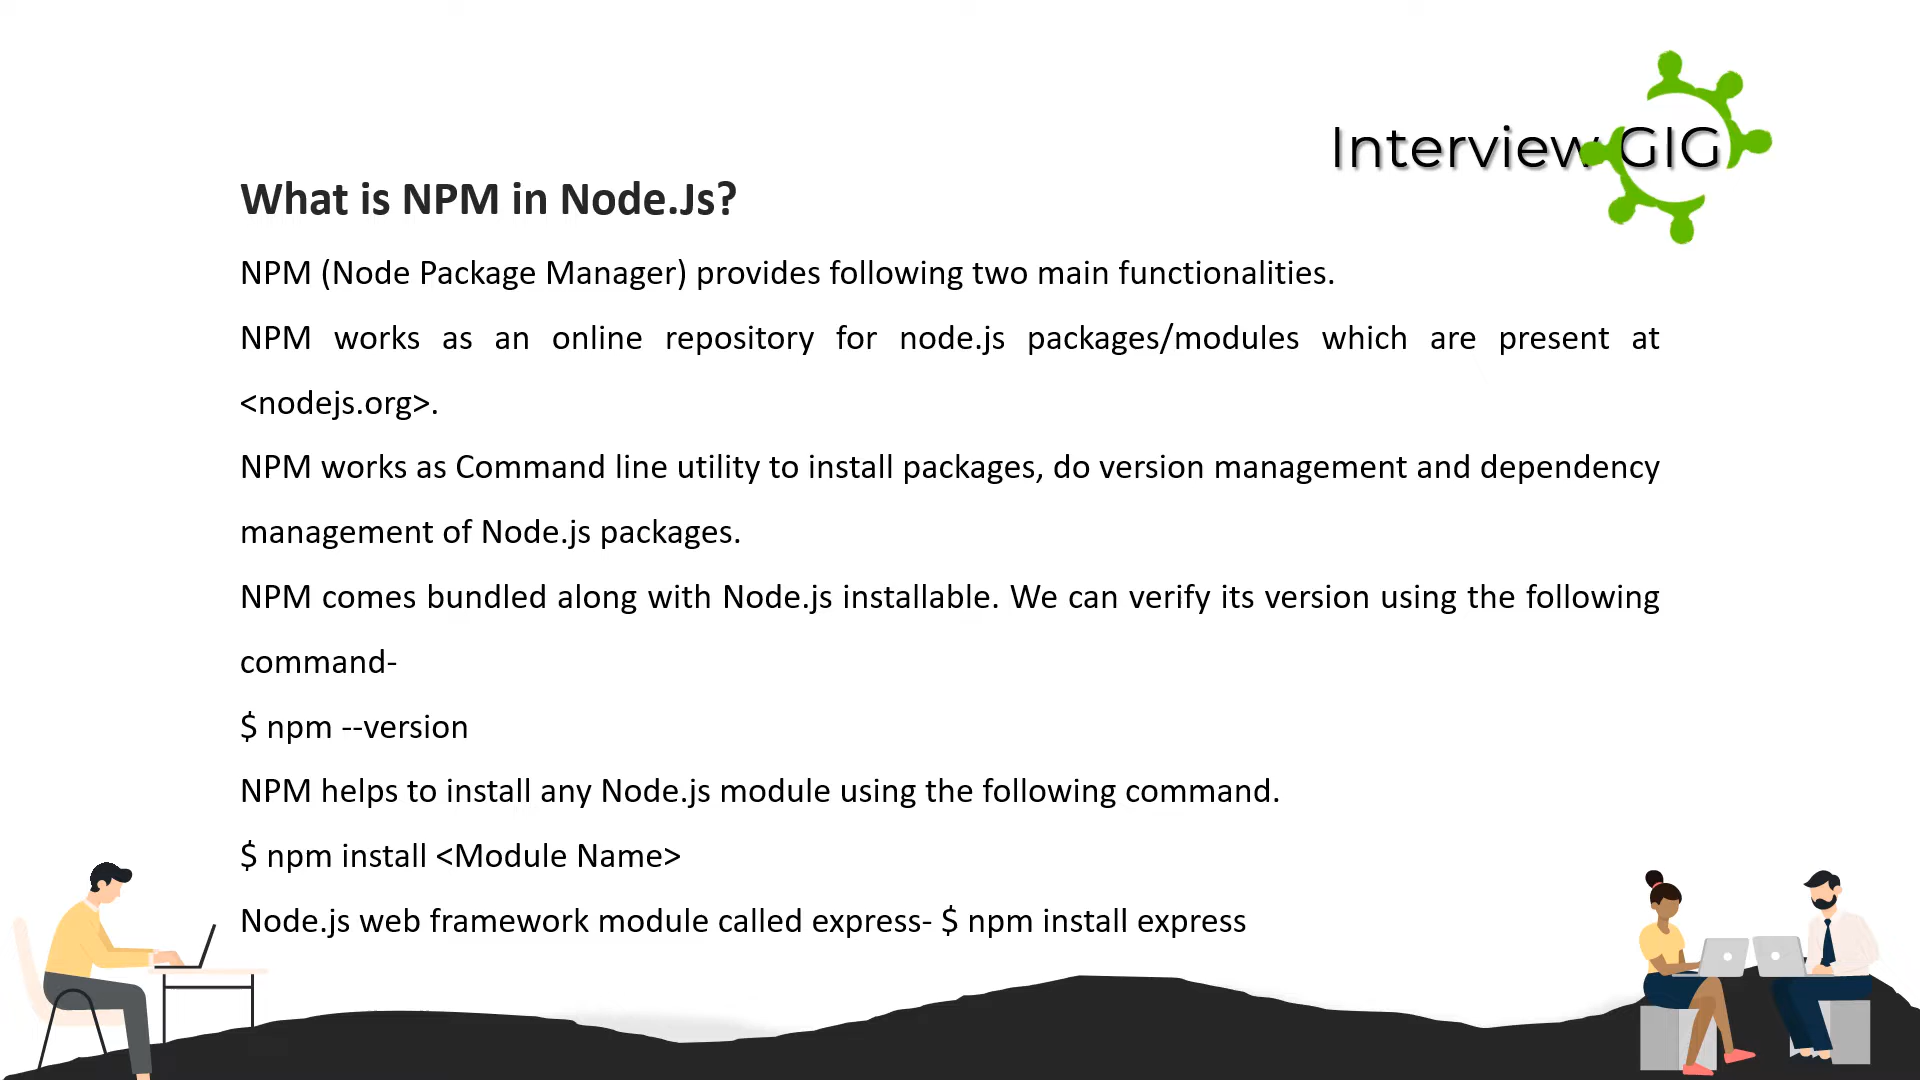 Interview GIG
What is NPM in Node.Js?
NPM (Node Package Manager) provides following two main functionalities.
NPM works as an online repository for node.js packages/modules which are present at
<nodejs.org>.
NPM works as Command line utility to install packages, do version management and dependency
management of Node.js packages.
NPM comes bundled along with Node.js installable. We can verify its version using the following
command-
$ npm --version
NPM helps to install any Node.js module using the following command.
$ npm install <Module Name>
Node.js web framework module called express- $ npm install express